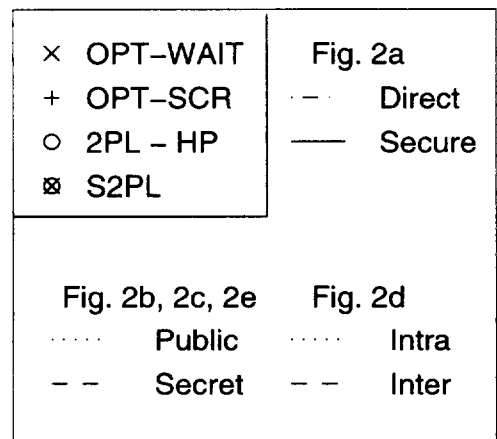 × OPT–WAIT
+ OPT–SCR
○ 2PL – HP
⊗ S2PL
Fig. 2a
Direct
Secure
Fig. 2b, 2c, 2e
Public
Secret
Fig. 2d
Intra
Inter